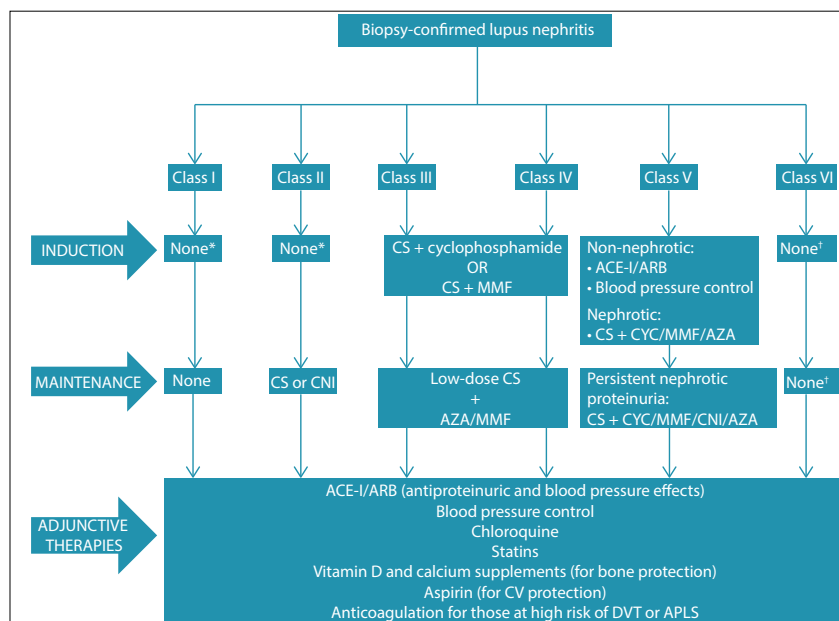 Biopsy-confirmed lupus nephritis
Class I
Class II
Class III
Class IV
Class V
Class VI
INDUCTION
None*
None*
CS + cyclophosphamide
OR
CS + MMF
Non-nephrotic:
• ACE-I/ARB
• Blood pressure control
Nephrotic:
• CS + CYC/MMF/AZA
None†
MAINTENANCE
None
CS or CNI
Low-dose CS
+
AZA/MMF
Persistent nephrotic
proteinuria:
CS + CYC/MMF/CNI/AZA
None†
ADJUNCTIVE
THERAPIES
ACE-I/ARB (antiproteinuric and blood pressure effects)
Blood pressure control
Chloroquine
Statins
Vitamin D and calcium supplements (for bone protection)
Aspirin (for CV protection)
Anticoagulation for those at high risk of DVT or APLS